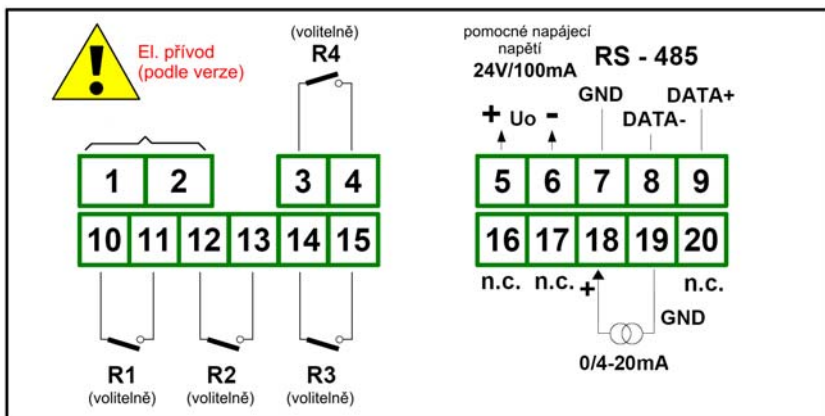 El. přívod
(podle verze)
(volitelně)
R4
pomocné napájecí
napětí
24V/100mA
RS - 485
GND
DATA+
+ Uo -
DATA-
1 2 3 4 5 6 7 8 9
10 11 12 13 14 15 16 17 18 19 20
n.c. n.c. + n.c.
GND
R1
(volitelně)
R2
(volitelně)
R3
(volitelně)
0/4-20mA